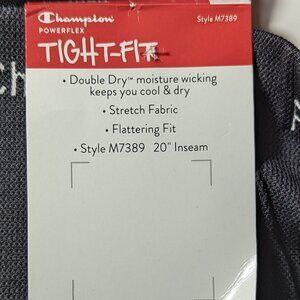 Champion
Style M7389
POWERFLEX
TIGHT-FIT
• Double Dry™ moisture wicking
keeps you cool & dry
• Stretch Fabric
• Flattering Fit
• Style M7389 20" Inseam